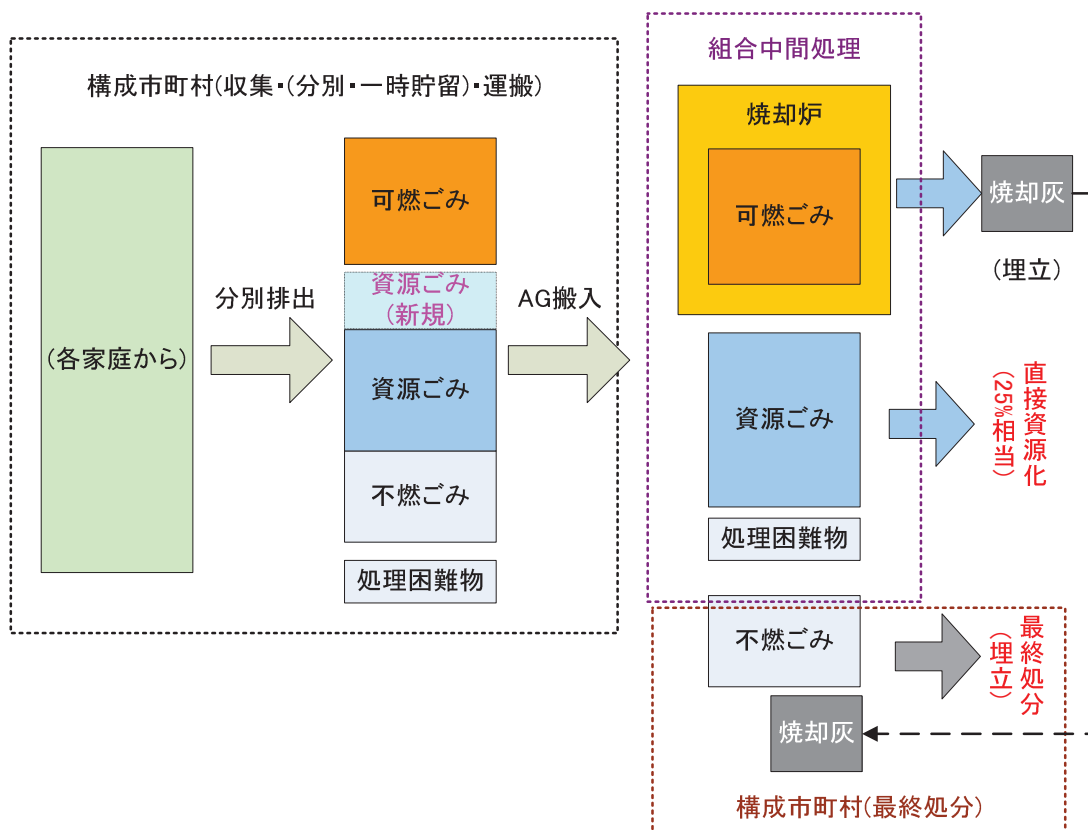 構成市町村(収集・(分別・一時貯留)・運搬)
(各家庭から)
分別排出
可燃ごみ
資源ごみ
(新規)
資源ごみ
不燃ごみ
処理困難物
AG搬入
組合中間処理
焼却炉
可燃ごみ
資源ごみ
処理困難物
焼却灰
(埋立)
直接資源化
(25%相当)
不燃ごみ
焼却灰
最終処分
(埋立)
構成市町村(最終処分)